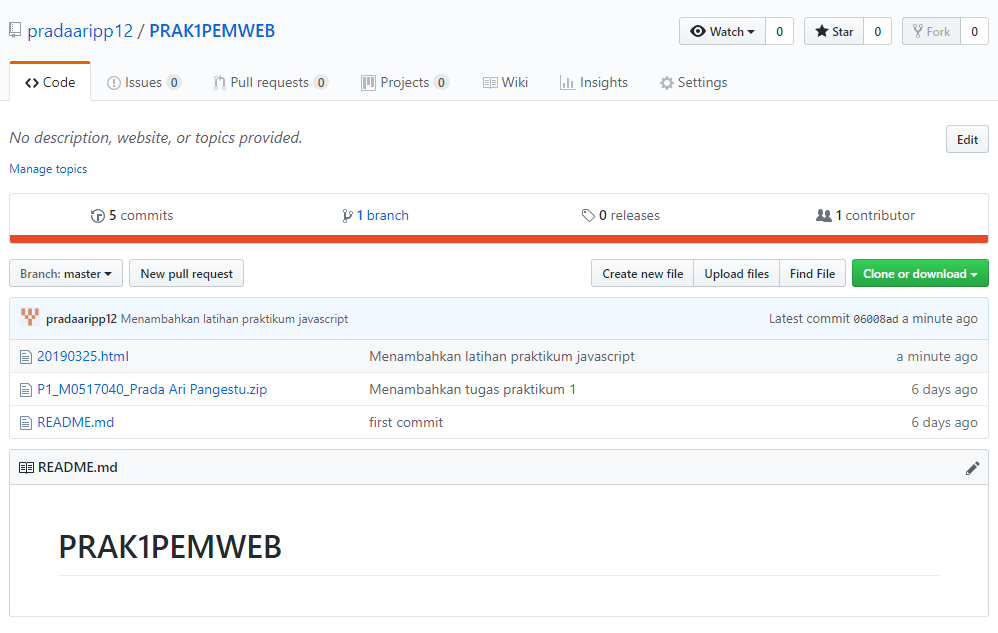 pradaaripp12 / PRAK1PEMWEB
Watch 0 Star 0 Fork 0
Code Issues 0 Pull requests 0 Projects 0 Wiki Insights Settings
No description, website, or topics provided. Edit
Manage topics
5 commits 1 branch 0 releases 1 contributor
Branch: master New pull request Create new file Upload files Find File Clone or download
pradaaripp12 Menambahkan latihan praktikum javascript Latest commit 06008ad a minute ago
20190325.html Menambahkan latihan praktikum javascript a minute ago
P1_M0517040_Prada Ari Pangestu.zip Menambahkan tugas praktikum 1 6 days ago
README.md first commit 6 days ago
README.md
PRAK1PEMWEB